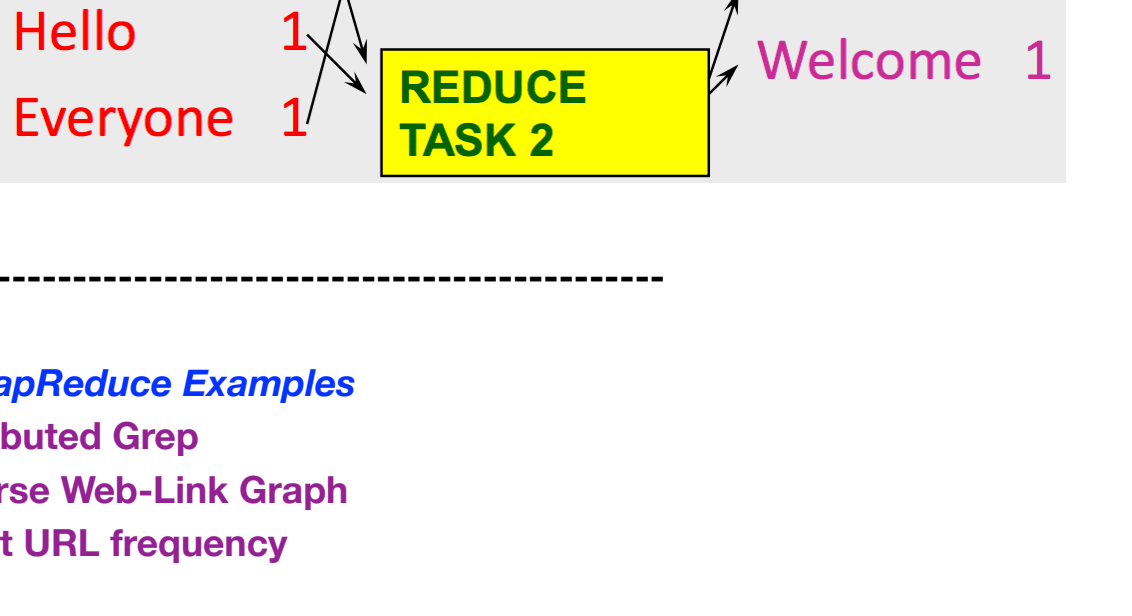 Hello 1
Everyone 1
REDUCE
TASK 2
Welcome 1
------------------------------------------------
apReduce Examples
buted Grep
rse Web-Link Graph
t URL frequency